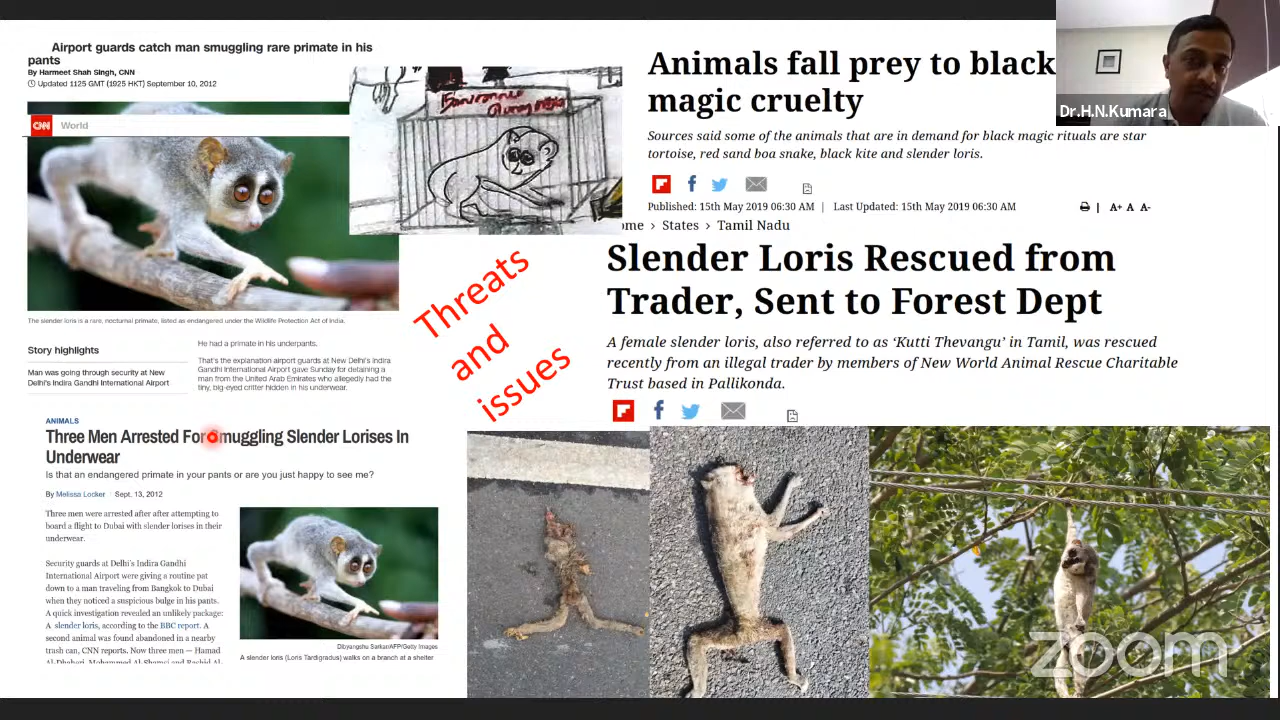 Airport guards catch man smuggling rare primate in his
pants
By Harmeet Shah Singh, CNN
Updated 1125 GMT (1925 HKT) September 10, 2012
CNN World
The slender loris is a rare, nocturnal primate, listed as endangered under the Wildlife Protection Act of India.
Story highlights
Man was going through security at New
Delhi's Indira Gandhi International Airport
He had a primate in his underpants.
That's the explanation airport guards at New Delhi's Indira
Gandhi International Airport gave Sunday for detaining a
man from the United Arab Emirates who allegedly had the
tiny, big-eyed critter hidden in his underwear.
ANIMALS
Three Men Arrested For Smuggling Slender Lorises In
Underwear
Is that an endangered primate in your pants or are you just happy to see me?
By Melissa Locker Sept. 13, 2012
Three men were arrested after after attempting to
board a flight to Dubai with slender lorises in their
underwear.
Security guards at Delhi's Indira Gandhi
International Airport were giving a routine pat
down to a man traveling from Bangkok to Dubai
when they noticed a suspicious bulge in his pants.
A quick investigation revealed an unlikely package:
A slender loris, according to the BBC report. A
second animal was found abandoned in a nearby
trash can, CNN reports. Now three men — Hamad
Al-Dhaheri, Mohammed Al-Shamsi and Rashid Al-
Dibyangshu Sarkar/AFP/Getty Images
A slender loris (Loris Tardigradus) walks on a branch at a shelter
Threats
and
issues
Animals fall prey to black
magic cruelty
Sources said some of the animals that are in demand for black magic rituals are star
tortoise, red sand boa snake, black kite and slender loris.
Published: 15th May 2019 06:30 AM | Last Updated: 15th May 2019 06:30 AM
A+ A A-
ome › States › Tamil Nadu
Slender Loris Rescued from
Trader, Sent to Forest Dept
A female slender loris, also referred to as ‘Kutti Thevangu’ in Tamil, was rescued
recently from an illegal trader by members of New World Animal Rescue Charitable
Trust based in Pallikonda.
Dr.H.N.Kumara
zoom